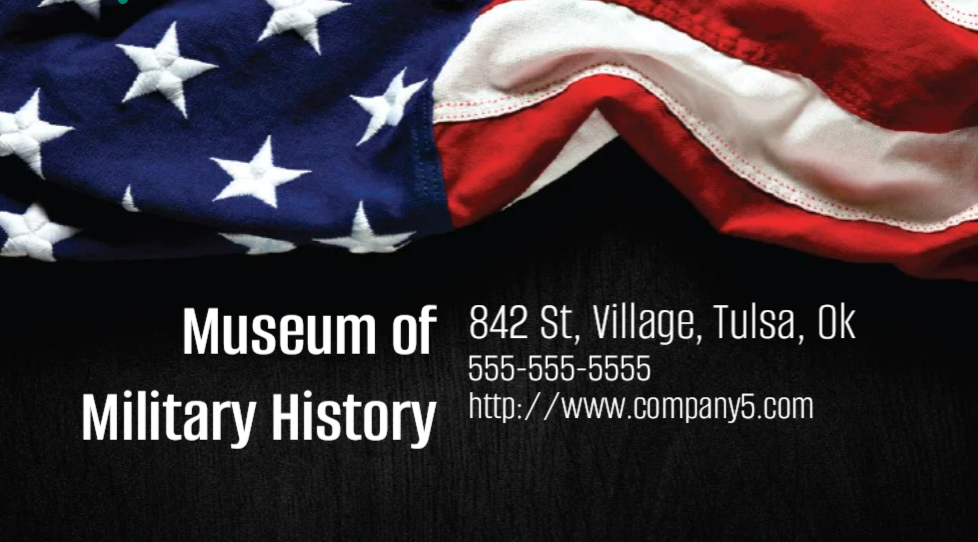 Museum of
Military History
842 St, Village, Tulsa, Ok
555-555-5555
http://www.company5.com